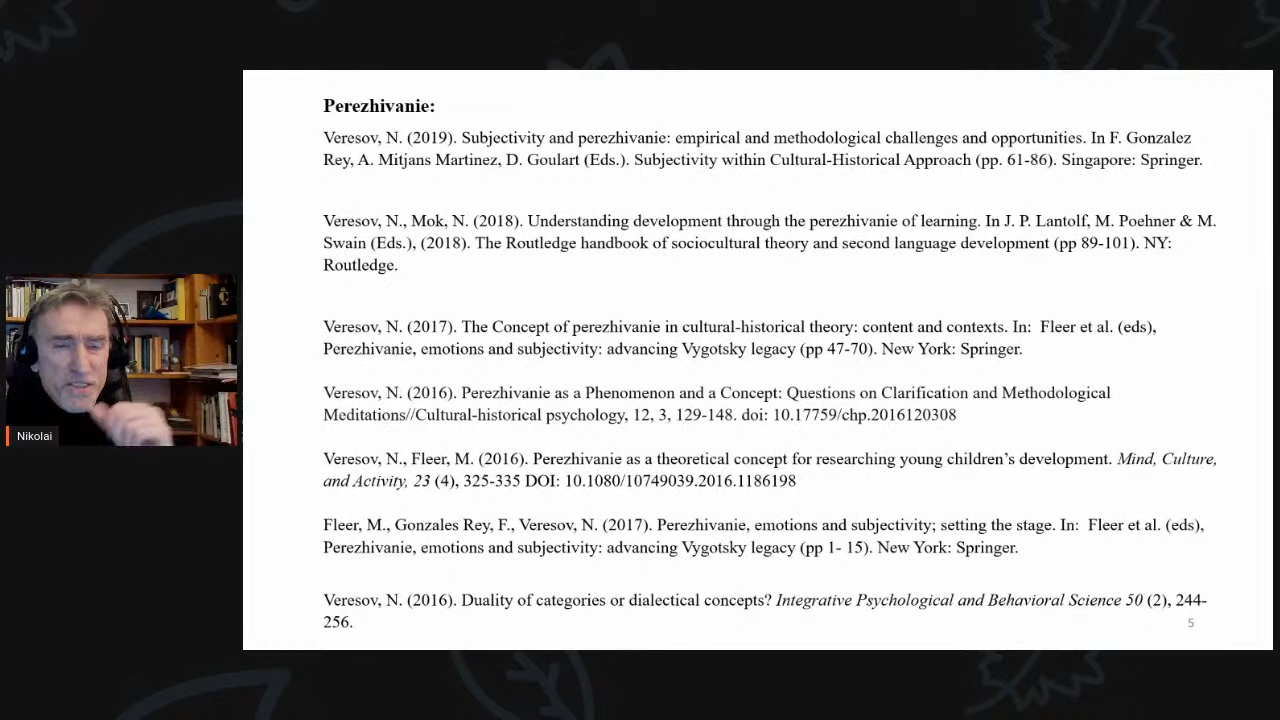 Perezhivanie:
Veresov, N. (2019). Subjectivity and perezhivanie: empirical and methodological challenges and opportunities. In F. Gonzalez
Rey, A. Mitjans Martinez, D. Goulart (Eds.). Subjectivity within Cultural-Historical Approach (pp. 61-86). Singapore: Springer.
Veresov, N., Mok, N. (2018). Understanding development through the perezhivanie of learning. In J. P. Lantolf, M. Poehner & M.
Swain (Eds.), (2018). The Routledge handbook of sociocultural theory and second language development (pp 89-101). NY:
Routledge.
Veresov, N. (2017). The Concept of perezhivanie in cultural-historical theory: content and contexts. In: Fleer et al. (eds),
Perezhivanie, emotions and subjectivity: advancing Vygotsky legacy (pp 47-70). New York: Springer.
Veresov, N. (2016). Perezhivanie as a Phenomenon and a Concept: Questions on Clarification and Methodological
Meditations//Cultural-historical psychology, 12, 3, 129-148. doi: 10.17759/chp.2016120308
Veresov, N., Fleer, M. (2016). Perezhivanie as a theoretical concept for researching young children’s development. Mind, Culture,
and Activity, 23 (4), 325-335 DOI: 10.1080/10749039.2016.1186198
Fleer, M., Gonzales Rey, F., Veresov, N. (2017). Perezhivanie, emotions and subjectivity; setting the stage. In: Fleer et al. (eds),
Perezhivanie, emotions and subjectivity: advancing Vygotsky legacy (pp 1- 15). New York: Springer.
Veresov, N. (2016). Duality of categories or dialectical concepts? Integrative Psychological and Behavioral Science 50 (2), 244-
256.
5
Nikolai